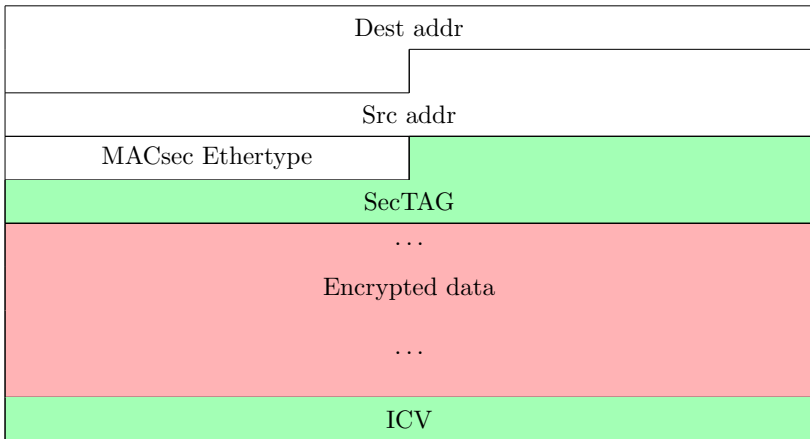 Dest addr
Src addr
MACsec Ethertype
SecTAG
...
Encrypted data
...
ICV